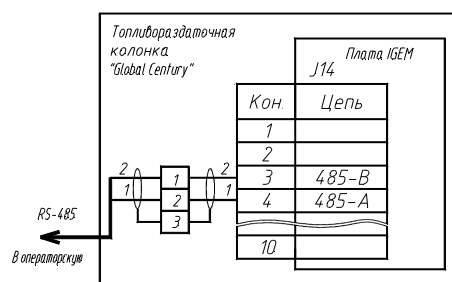 Топливораздаточная
колонка
"Global Century"
Плата IGEM
J14
Кон. Цепь
1
2
2 1 2 3 485-В
1 2 1 4 485-А
3
10
RS-485
В операторскую